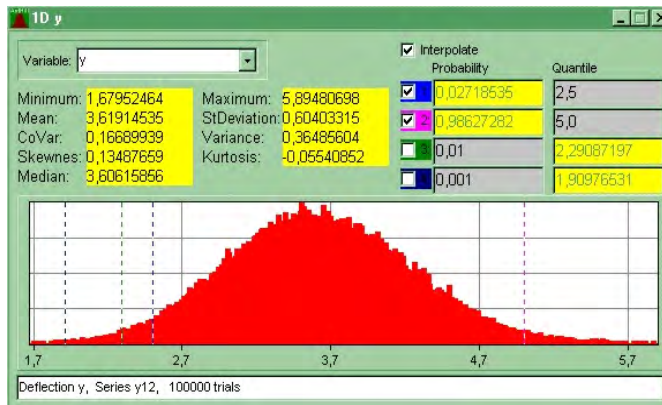 1D y
Variable: y
Interpolate
Probability Quantile
Minimum: 1,67952464 Maximum: 5,89480698
Mean: 3,61914535 StDeviation: 0,60403315
CoVar: 0,16689939 Variance: 0,36485604
Skewnes: 0,13487659 Kurtosis: -0,05540852
Median: 3,60615856
1 0,02718535 2,5
2 0,98627282 5,0
3 0,01 2,29087197
0,001 1,90976531
1,7 2,7 3,7 4,7 5,7
Deflection y, Series y12, 100000 trials